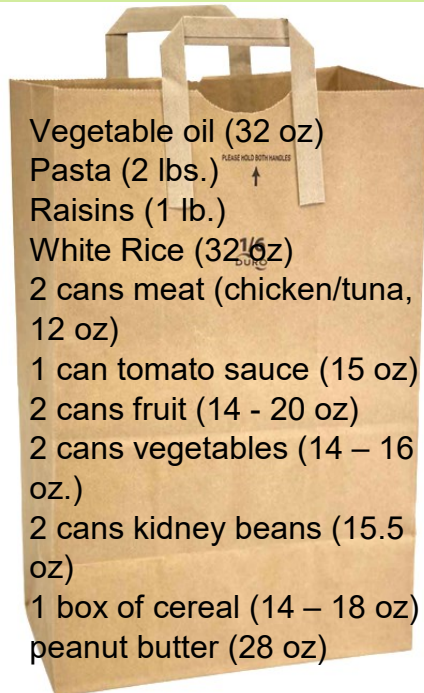 Vegetable oil (32 oz)
Pasta (2 lbs.)
PLEASE HOLD BOTH HANDLES
Raisins (1 lb.)
White Rice (32 oz)
1/6
DURO
2 cans meat (chicken/tuna,
12 oz)
1 can tomato sauce (15 oz)
2 cans fruit (14 - 20 oz)
2 cans vegetables (14 – 16
oz.)
2 cans kidney beans (15.5
oz)
1 box of cereal (14 – 18 oz)
peanut butter (28 oz)